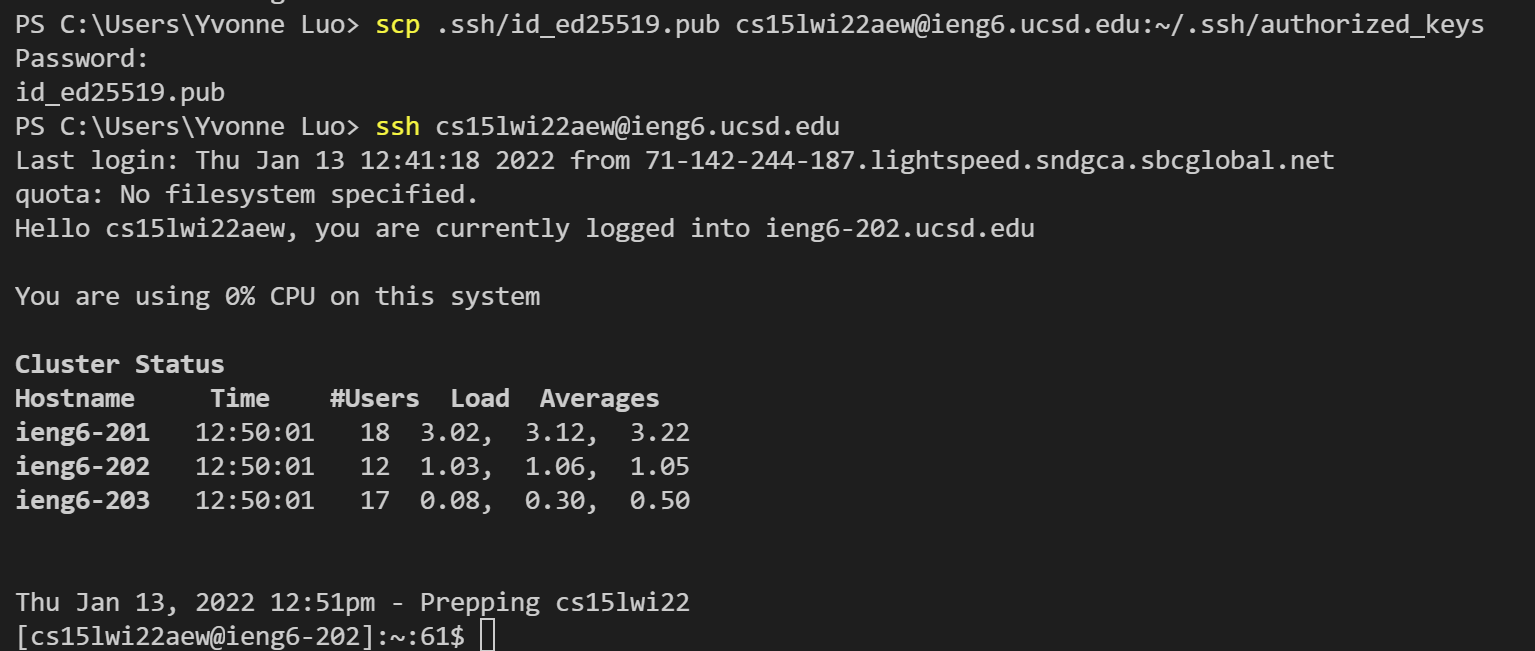 PS C:\Users\Yvonne Luo> scp .ssh/id_ed25519.pub cs15lwi22aew@ieng6.ucsd.edu:~/.ssh/authorized_keys
Password:
id_ed25519.pub
PS C:\Users\Yvonne Luo> ssh cs15lwi22aew@ieng6.ucsd.edu
Last login: Thu Jan 13 12:41:18 2022 from 71-142-244-187.lightspeed.sndgca.sbcglobal.net
quota: No filesystem specified.
Hello cs15lwi22aew, you are currently logged into ieng6-202.ucsd.edu
You are using 0% CPU on this system
Cluster Status
Hostname     Time    #Users  Load  Averages
ieng6-201   12:50:01   18  3.02,  3.12,  3.22
ieng6-202   12:50:01   12  1.03,  1.06,  1.05
ieng6-203   12:50:01   17  0.08,  0.30,  0.50
Thu Jan 13, 2022 12:51pm - Prepping cs15lwi22
[cs15lwi22aew@ieng6-202]:~:61$